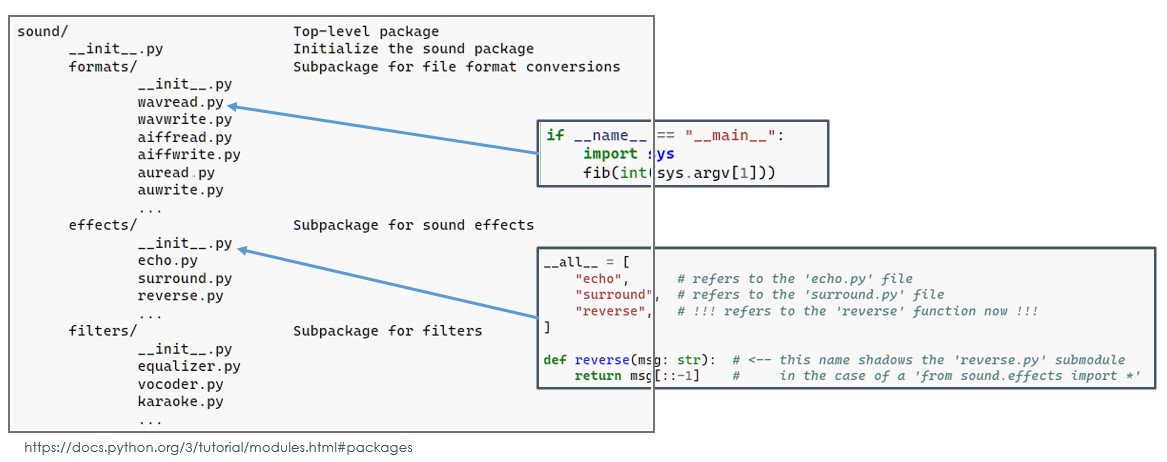 sound/ Top-level package
__init__.py Initialize the sound package
formats/ Subpackage for file format conversions
__init__.py
wavread.py
wavwrite.py
aiffread.py
aiffwrite.py
auread.py
auwrite.py
...
effects/ Subpackage for sound effects
__init__.py
echo.py
surround.py
reverse.py
...
filters/ Subpackage for filters
__init__.py
equalizer.py
vocoder.py
karaoke.py
...
if __name__ == "__main__":
import sys
fib(int(sys.argv[1]))
__all__ = [
"echo", # refers to the 'echo.py' file
"surround", # refers to the 'surround.py' file
"reverse", # !!! refers to the 'reverse' function now !!!
]
def reverse(msg: str): # <-- this name shadows the 'reverse.py' submodule
return msg[::-1] # in the case of a 'from sound.effects import *'
https://docs.python.org/3/tutorial/modules.html#packages